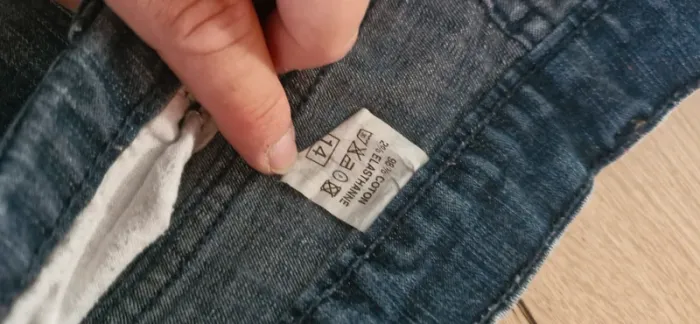 98 % COTON
2% ELASTHANNE
14